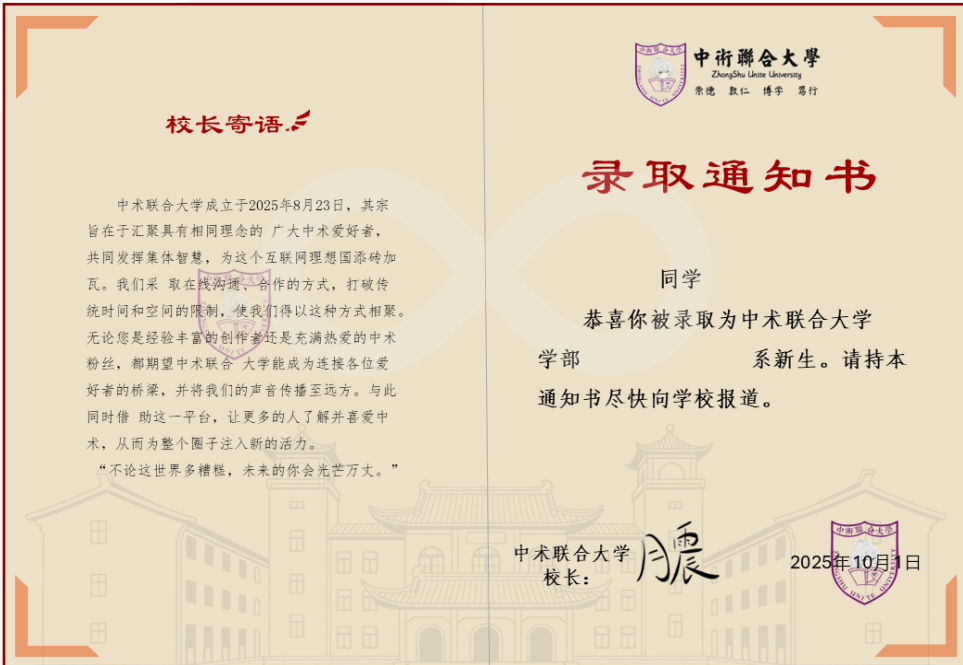 校长寄语
中术联合大学成立于2025年8月23日，其宗
旨在于汇聚具有相同理念的 广大中术爱好者，
共同发挥集体智慧，为这个互联网理想国添砖加
瓦。我们采 取在线沟通、合作的方式，打破传
统时间和空间的限制，使我们得以这种方式相聚。
无论您是经验丰富的创作者还是充满热爱的中术
粉丝，都期望中术联合 大学能成为连接各位爱
好者的桥梁，并将我们的声音传播至远方。与此
同时借 助这一平台，让更多的人了解并喜爱中
术，从而为整个圈子注入新的活力。
“不论这世界多糟糕，未来的你会光芒万丈。”
中術聯合大學
ZhongShu Unite University
崇德 敦仁 博学 笃行
录取通知书
同学
恭喜你被录取为中术联合大学
学部 系新生。请持本
通知书尽快向学校报道。
中术联合大学
校长：
月震
2025年10月1日
中術聯合大學
ZHONGSHU UNITE UNIVERSITY